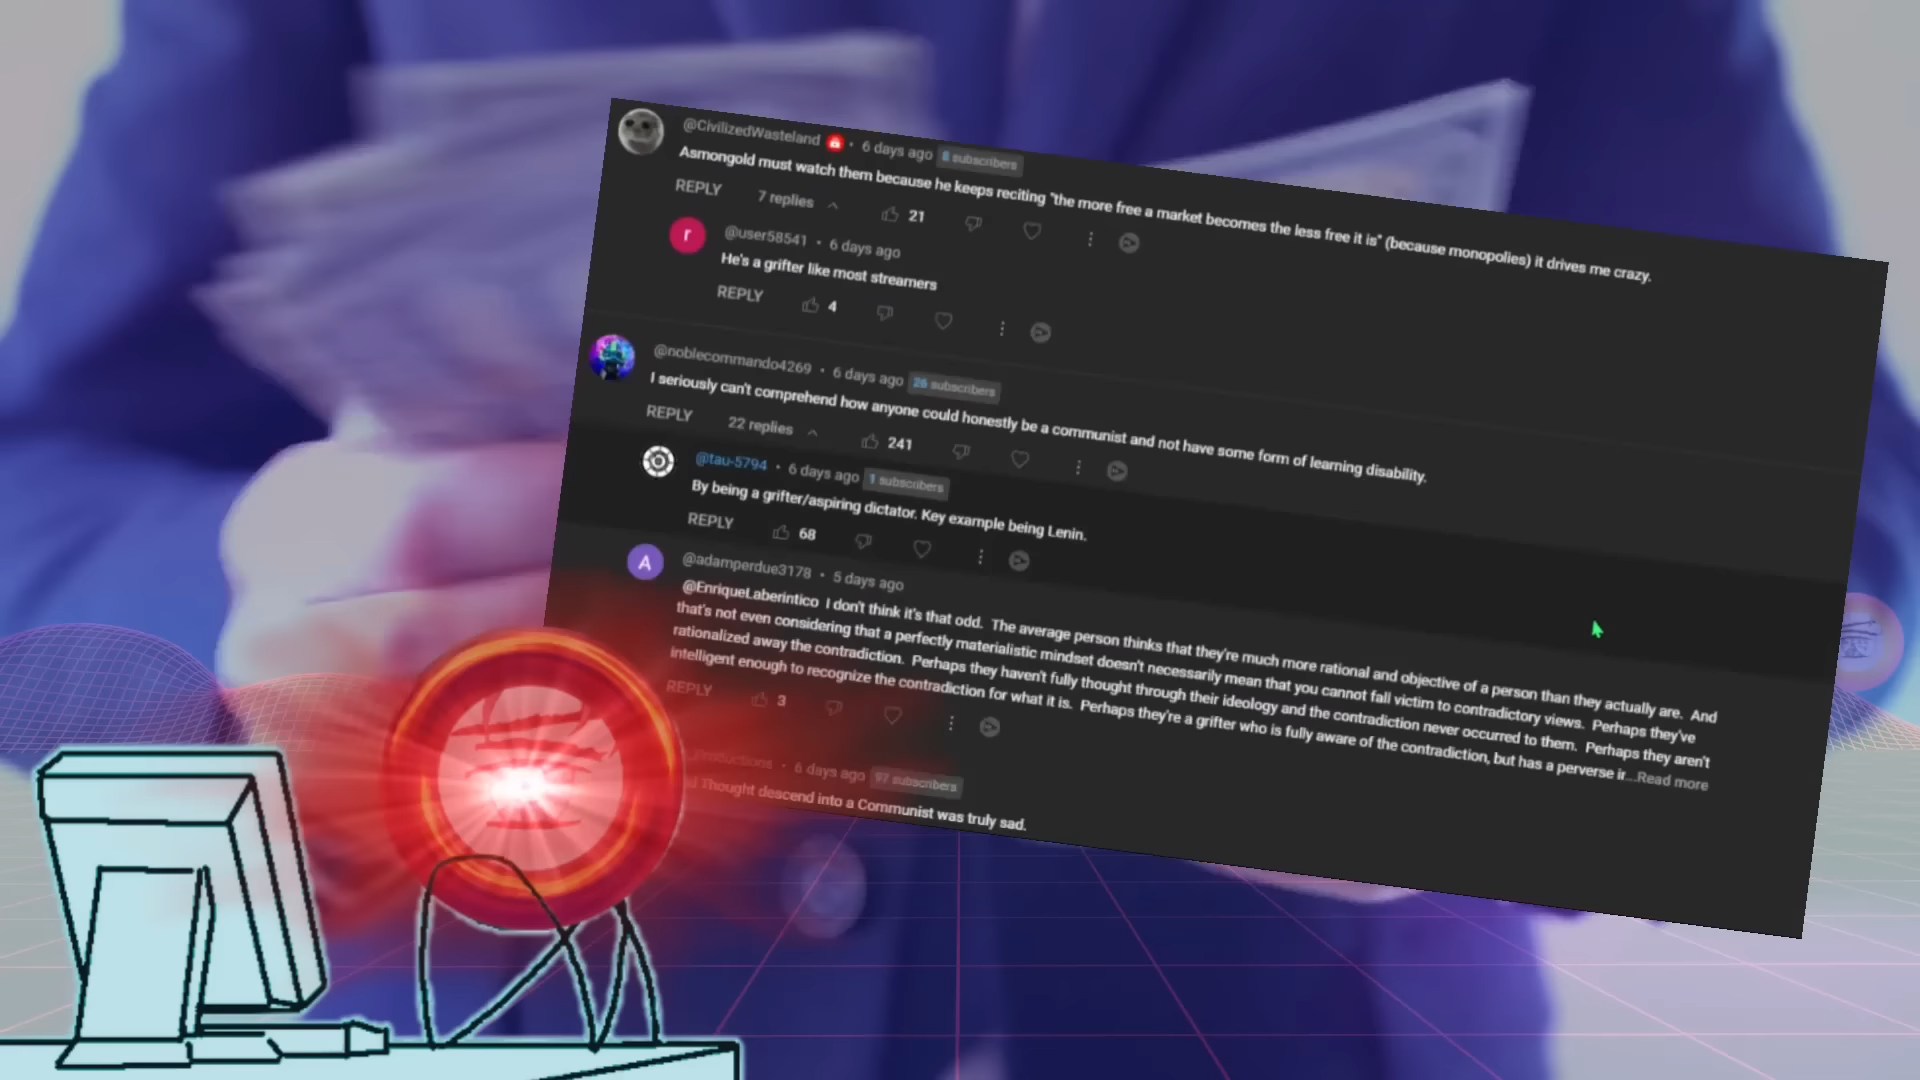 @CivilizedWasteland • 6 days ago 8 subscribers
Asmongold must watch them because he keeps reciting "the more free a market becomes the less free it is" (because monopolies) it drives me crazy.
REPLY 7 replies 21
r @user58541 • 6 days ago
He's a grifter like most streamers
REPLY 4
@noblecommando4269 • 6 days ago 26 subscribers
I seriously can't comprehend how anyone could honestly be a communist and not have some form of learning disability.
REPLY 22 replies 241
@tau-5794 • 6 days ago 1 subscribers
By being a grifter/aspiring dictator. Key example being Lenin.
REPLY 68
A @adamperdue3178 • 5 days ago
@EnriqueLaberintico I don't think it's that odd. The average person thinks that they're much more rational and objective of a person than they actually are. And
that's not even considering that a perfectly materialistic mindset doesn't necessarily mean that you cannot fall victim to contradictory views. Perhaps they've
rationalized away the contradiction. Perhaps they haven't fully thought through their ideology and the contradiction never occurred to them. Perhaps they aren't
intelligent enough to recognize the contradiction for what it is. Perhaps they're a grifter who is fully aware of the contradiction, but has a perverse ir...Read more
REPLY 3
• 6 days ago 97 subscribers
Thought descend into a Communist was truly sad.